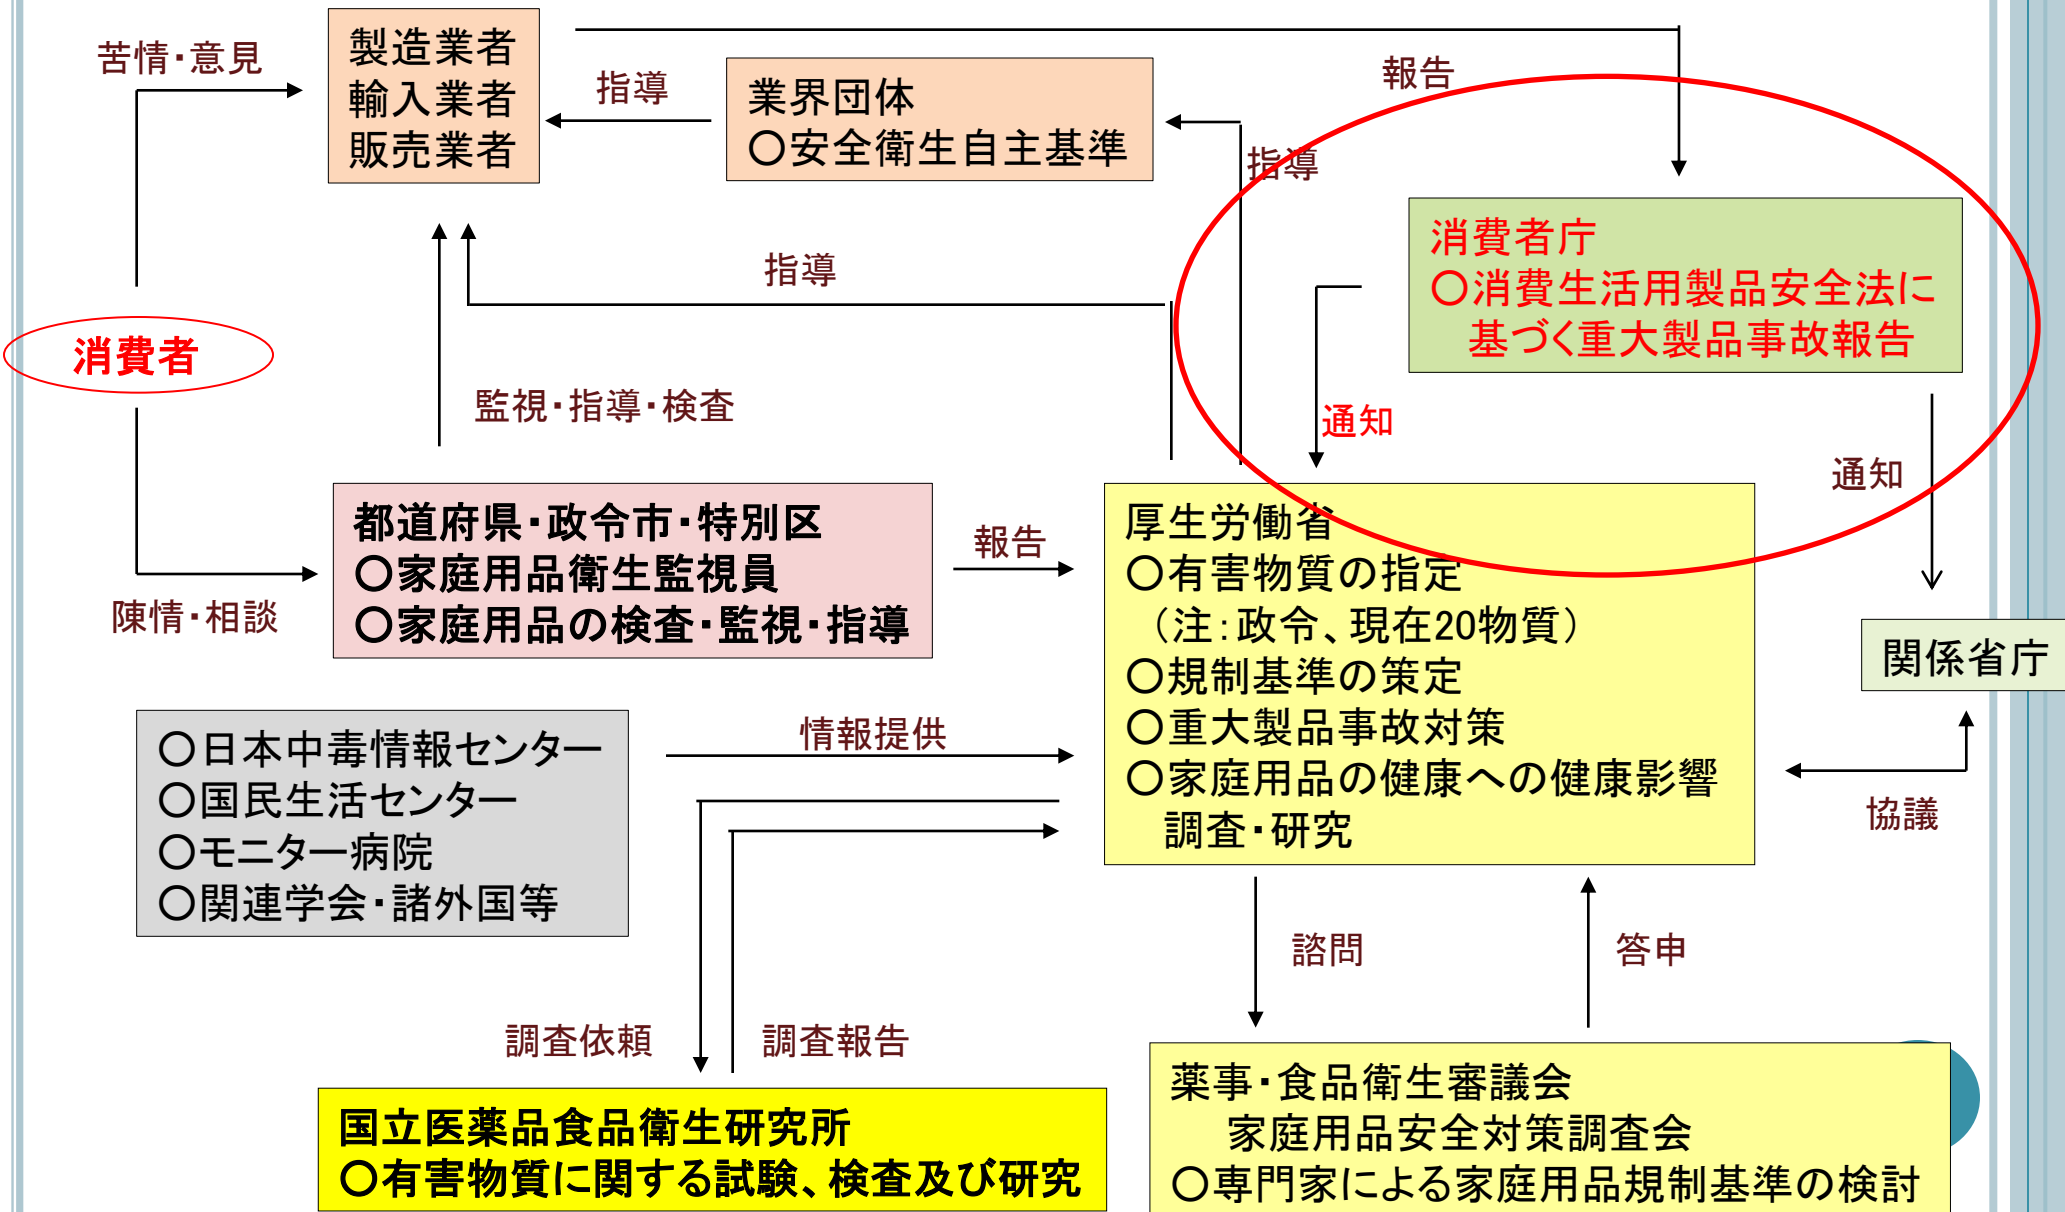 苦情・意見
製造業者
輸入業者
販売業者
指導
業界団体
○安全衛生自主基準
報告
指導
消費者庁
○消費生活用製品安全法に
基づく重大製品事故報告
指導
消費者
監視・指導・検査
通知
通知
都道府県・政令市・特別区
○家庭用品衛生監視員
○家庭用品の検査・監視・指導
報告
陳情・相談
厚生労働省
○有害物質の指定
（注：政令、現在20物質）
○規制基準の策定
○重大製品事故対策
○家庭用品の健康への健康影響
調査・研究
関係省庁
協議
○日本中毒情報センター
○国民生活センター
○モニター病院
○関連学会・諸外国等
情報提供
諮問
答申
調査依頼
調査報告
国立医薬品食品衛生研究所
○有害物質に関する試験、検査及び研究
薬事・食品衛生審議会
家庭用品安全対策調査会
○専門家による家庭用品規制基準の検討